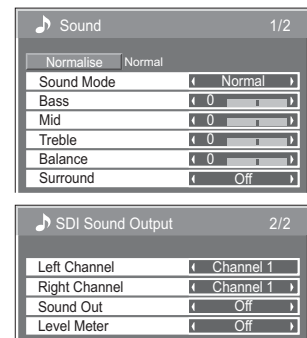 Sound 1/2
Normalise Normal
Sound Mode Normal
Bass 0
Mid 0
Treble 0
Balance 0
Surround Off
SDI Sound Output 2/2
Left Channel Channel 1
Right Channel Channel 1
Sound Out Off
Level Meter Off